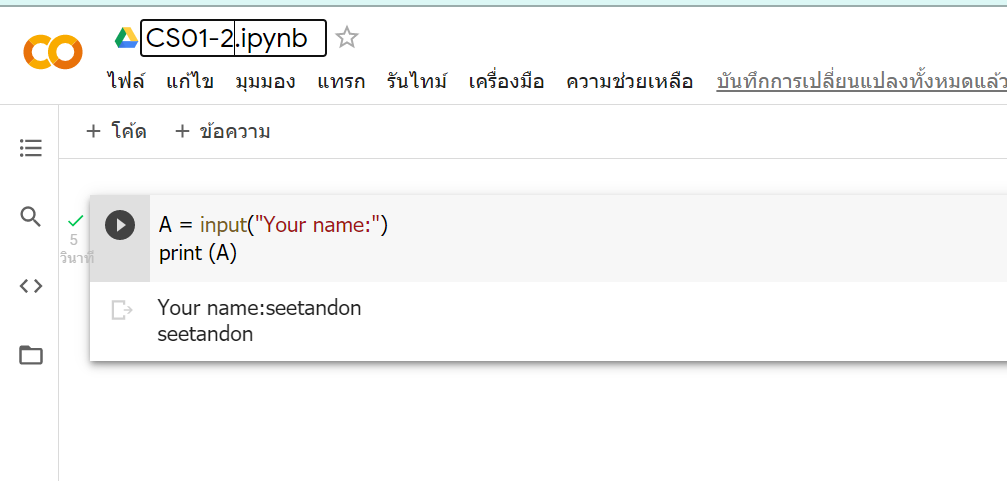 CS01-2.ipynb
ไฟล์ แก้ไข มุมมอง แทรก รันไทม์ เครื่องมือ ความช่วยเหลือ บันทึกการเปลี่ยนแปลงทั้งหมดแล้ว
+ โค้ด + ข้อความ
A = input("Your name:")
5
วินาที
print (A)
Your name:seetandon
seetandon